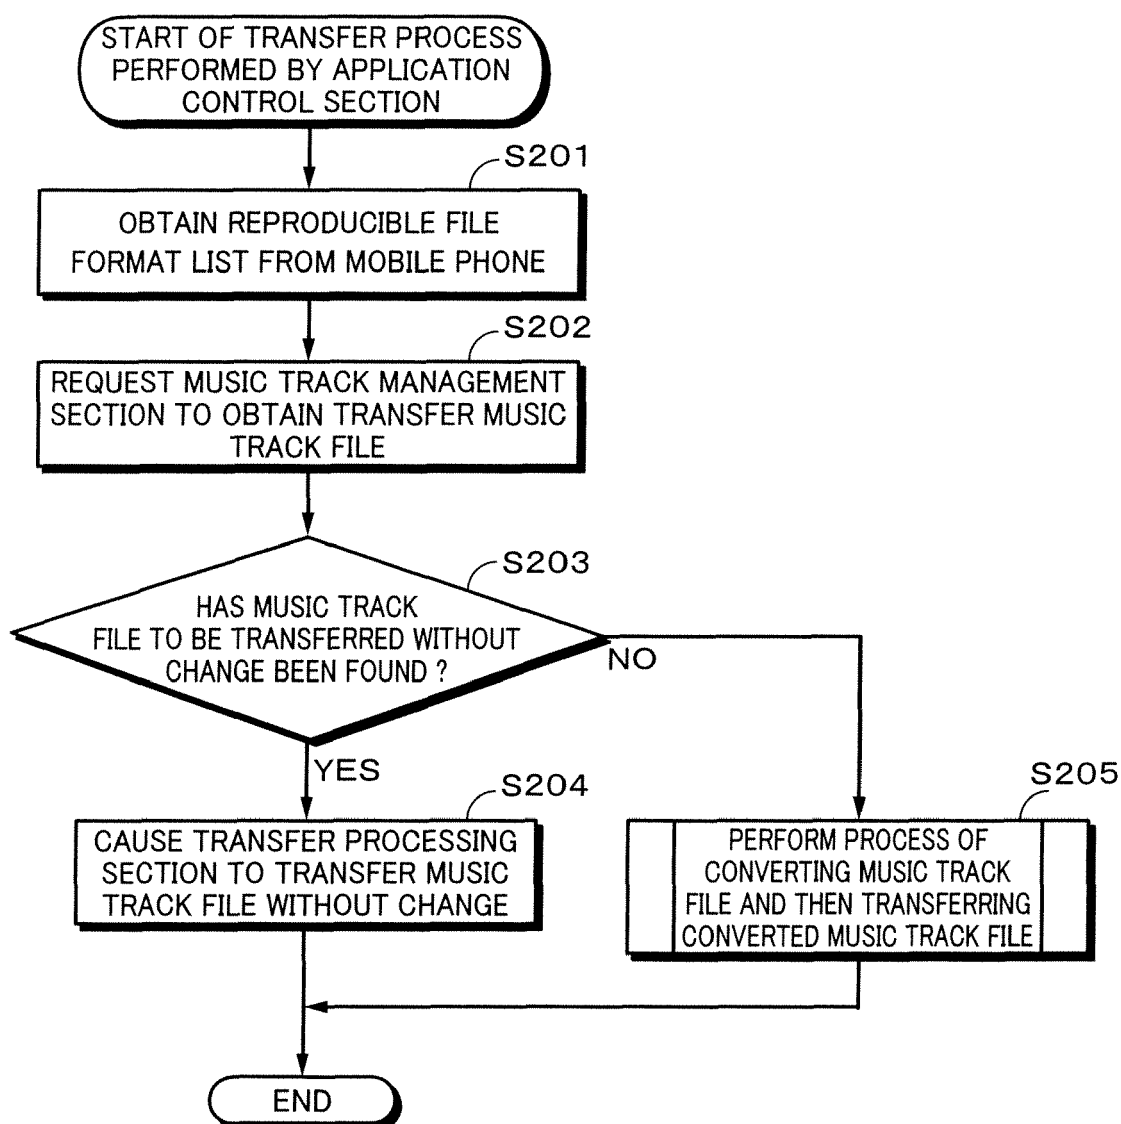 START OF TRANSFER PROCESS
PERFORMED BY APPLICATION
CONTROL SECTION
S201
OBTAIN REPRODUCIBLE FILE
FORMAT LIST FROM MOBILE PHONE
S202
REQUEST MUSIC TRACK MANAGEMENT
SECTION TO OBTAIN TRANSFER MUSIC
TRACK FILE
S203
HAS MUSIC TRACK
FILE TO BE TRANSFERRED WITHOUT
CHANGE BEEN FOUND ?
NO
YES
S204
CAUSE TRANSFER PROCESSING
SECTION TO TRANSFER MUSIC
TRACK FILE WITHOUT CHANGE
S205
PERFORM PROCESS OF
CONVERTING MUSIC TRACK
FILE AND THEN TRANSFERRING
CONVERTED MUSIC TRACK FILE
END